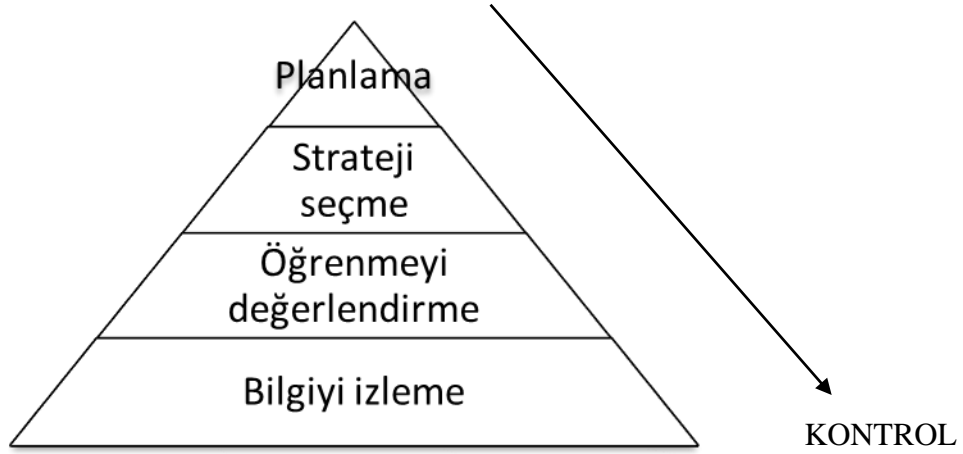 Planlama
Strateji
seçme
Öğrenmeyi
değerlendirme
Bilgiyi izleme
KONTROL